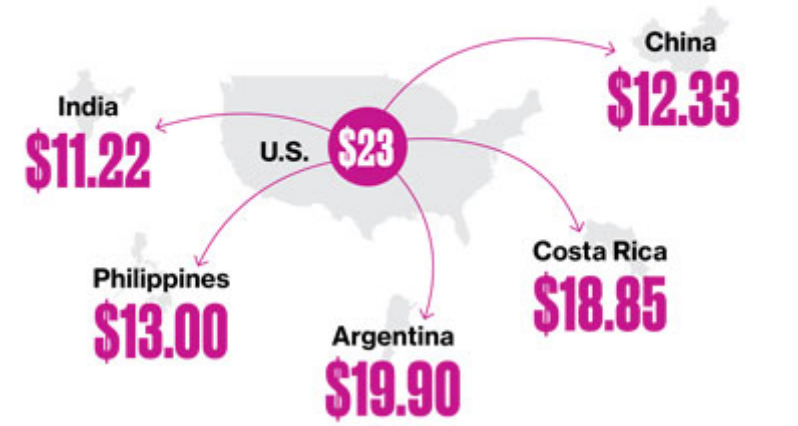 China
$12.33
India
$11.22
U.S.
$23
Costa Rica
$18.85
Philippines
$13.00
Argentina
$19.90